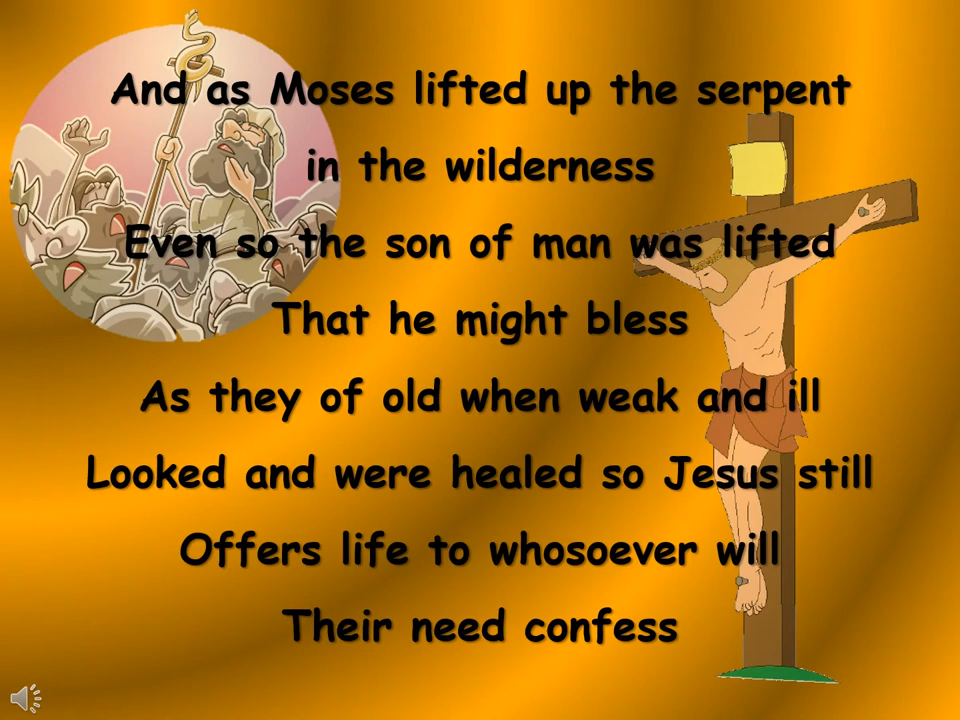 And as Moses lifted up the serpent
in the wilderness
Even so the son of man was lifted
That he might bless
As they of old when weak and ill
Looked and were healed so Jesus still
Offers life to whosoever will
Their need confess